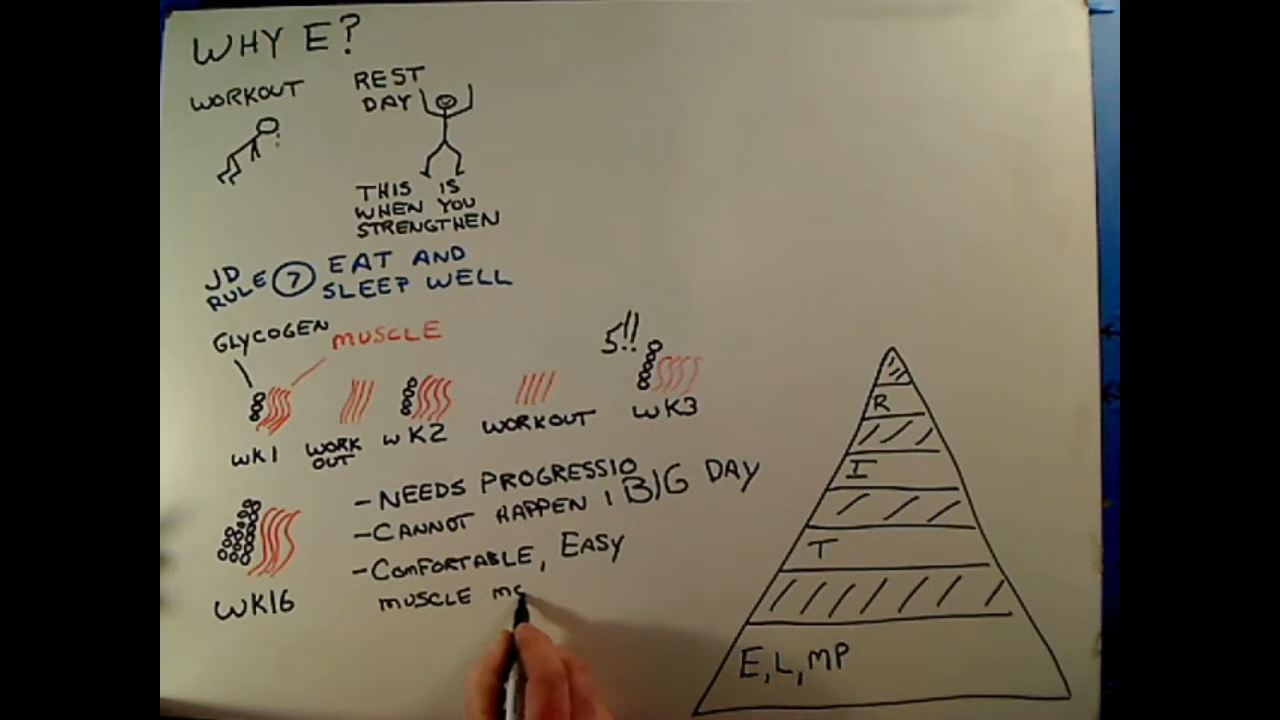 WHY E?
WORKOUT
REST
DAY
THIS IS
WHEN YOU
STRENGTHEN
JD
RULE 7
EAT AND
SLEEP WELL
GLYCOGEN
MUSCLE
WK1
WORK
OUT
WK2
WORKOUT
5!!
WK3
WK16
- NEEDS PROGRESSIO
- CANNOT HAPPEN 1 BIG DAY
- COMFORTABLE, EASY
MUSCLE
R
I
T
E, L, MP